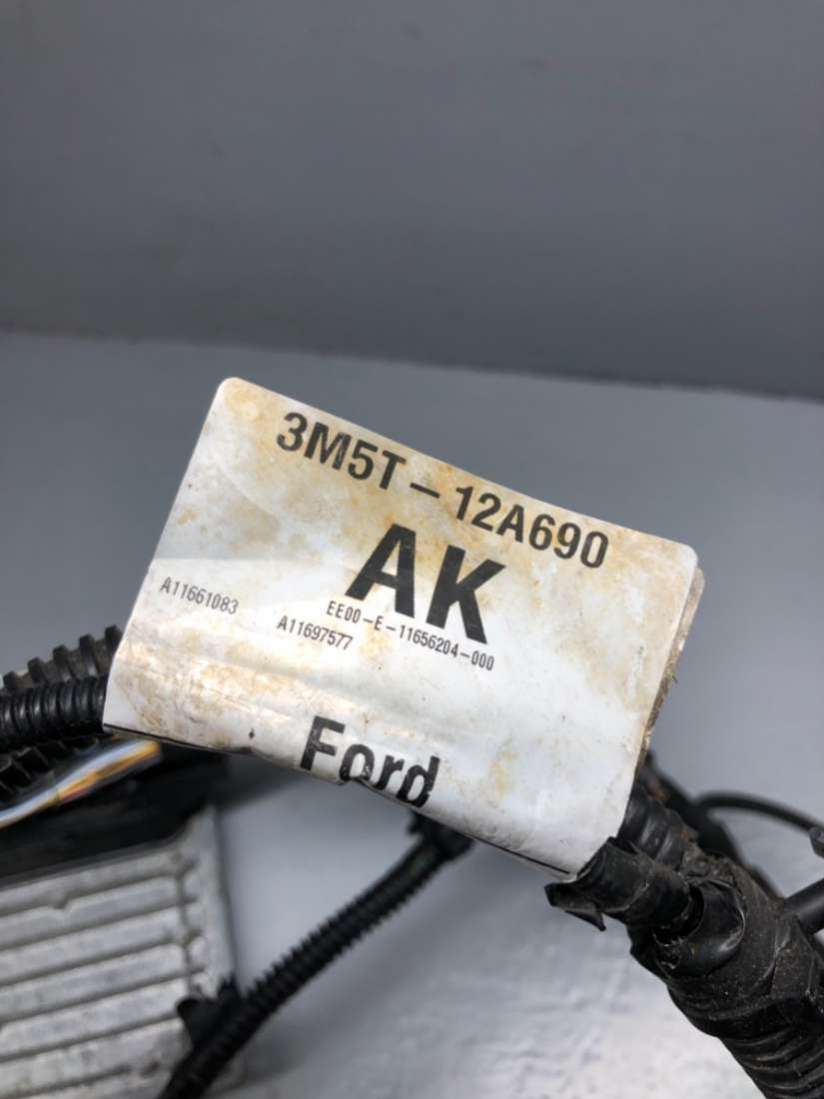 3M5T-12A690
AK
EE00-E-11656204-000
A11661083
A11697577
Ford